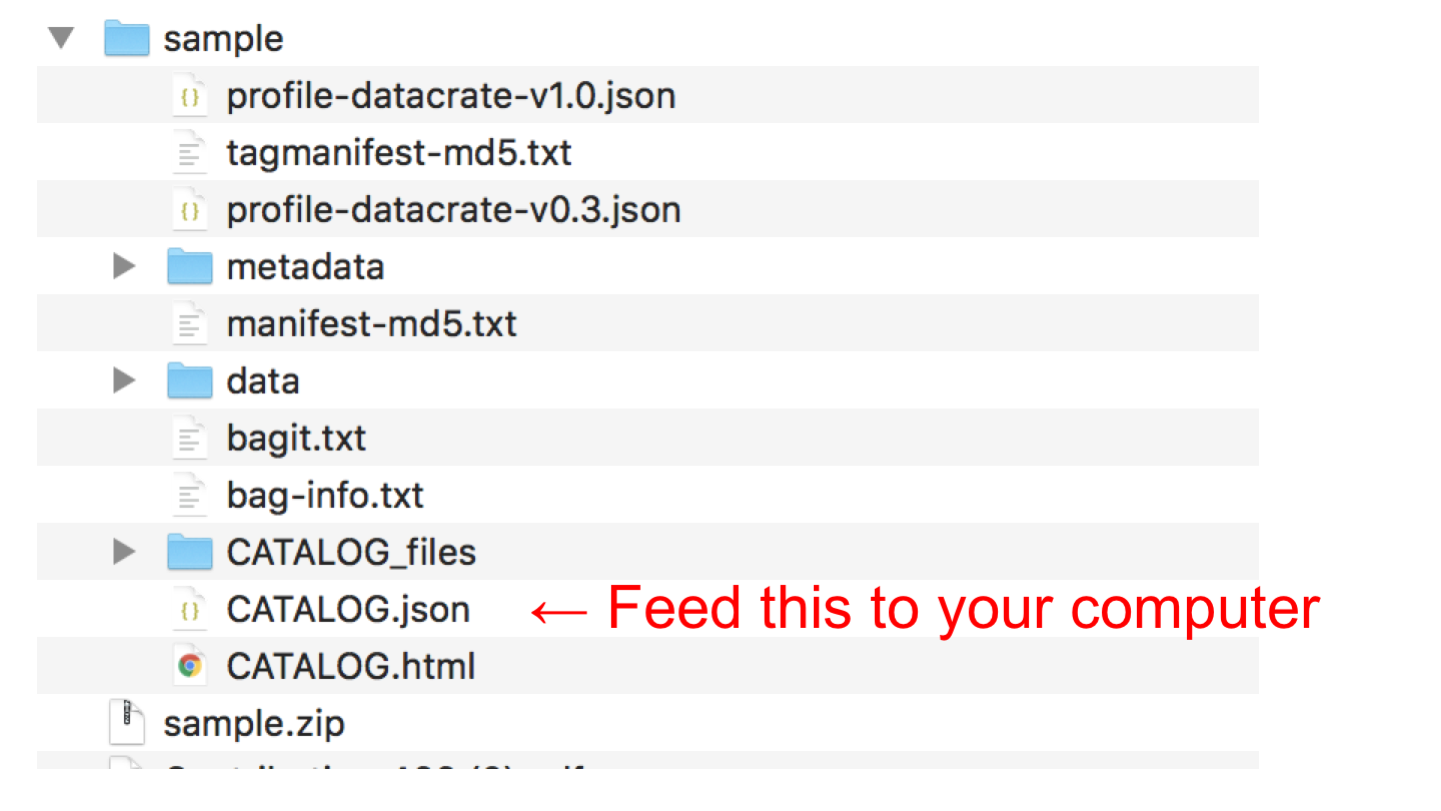 sample
profile-datacrate-v1.0.json
tagmanifest-md5.txt
profile-datacrate-v0.3.json
metadata
manifest-md5.txt
data
bagit.txt
bag-info.txt
CATALOG_files
CATALOG.json ← Feed this to your computer
CATALOG.html
sample.zip